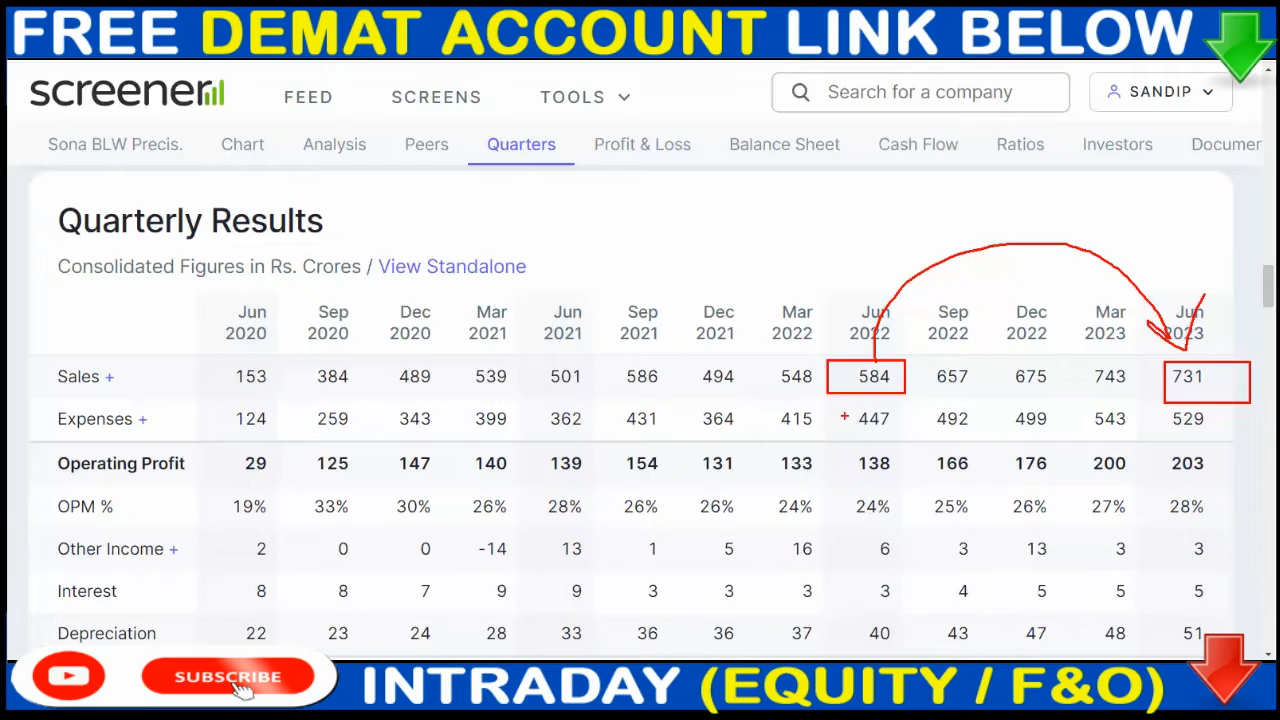 FREE DEMAT ACCOUNT LINK BELOW
screener FEED SCREENS TOOLS Search for a company SANDIP
Sona BLW Precis. Chart Analysis Peers Quarters Profit & Loss Balance Sheet Cash Flow Ratios Investors Documen
Quarterly Results
Consolidated Figures in Rs. Crores / View Standalone
Jun Sep Dec Mar Jun Sep Dec Mar Jun Sep Dec Mar Jun
2020 2020 2020 2021 2021 2021 2021 2022 2022 2022 2022 2023 2023
Sales + 153 384 489 539 501 586 494 548 584 657 675 743 731
Expenses + 124 259 343 399 362 431 364 415 447 492 499 543 529
Operating Profit 29 125 147 140 139 154 131 133 138 166 176 200 203
OPM % 19% 33% 30% 26% 28% 26% 26% 24% 24% 25% 26% 27% 28%
Other Income + 2 0 0 -14 13 1 5 16 6 3 13 3 3
Interest 8 8 7 9 9 3 3 3 3 4 5 5 5
Depreciation 22 23 24 28 33 36 36 37 40 43 47 48 51
SUBSCRIBE
INTRADAY (EQUITY / F&O)